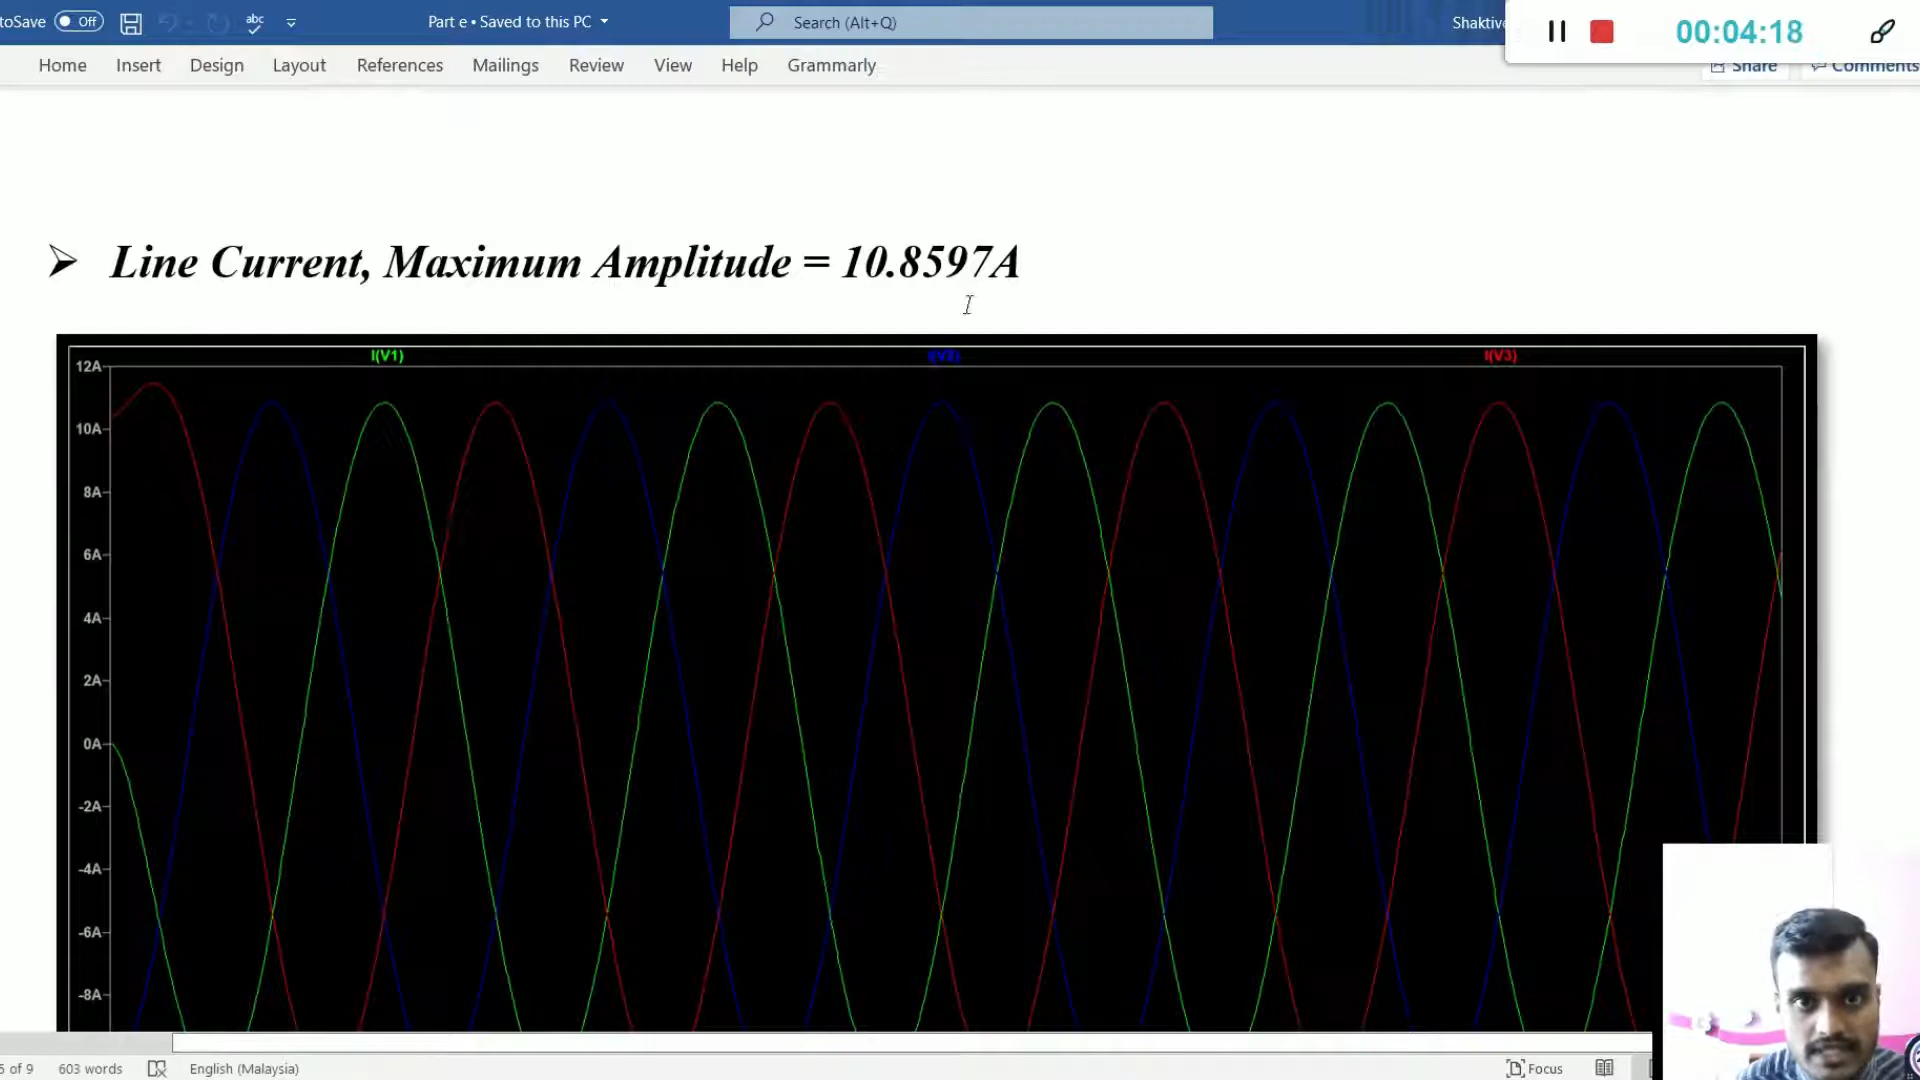 toSave Off Part e • Saved to this PC Search (Alt+Q) Shaktive 00:04:18
Home Insert Design Layout References Mailings Review View Help Grammarly Share Comments
➢ Line Current, Maximum Amplitude = 10.8597A
I(V1) I(V2) I(V3)
12A
10A
8A
6A
4A
2A
0A
-2A
-4A
-6A
-8A
5 of 9 603 words English (Malaysia) Focus